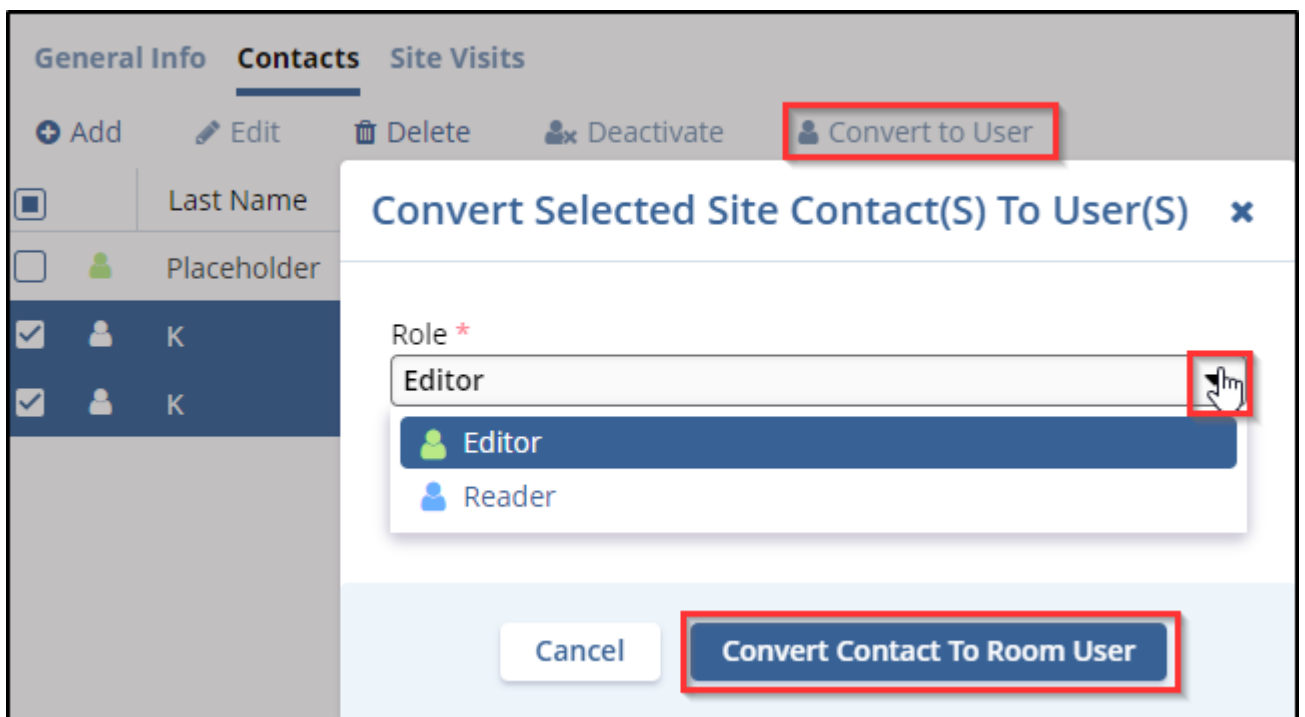 General Info Contacts Site Visits
Add Edit Delete Deactivate Convert to User
Last Name
Placeholder
K
K
Convert Selected Site Contact(S) To User(S)
Role *
Editor
Editor
Reader
Cancel Convert Contact To Room User